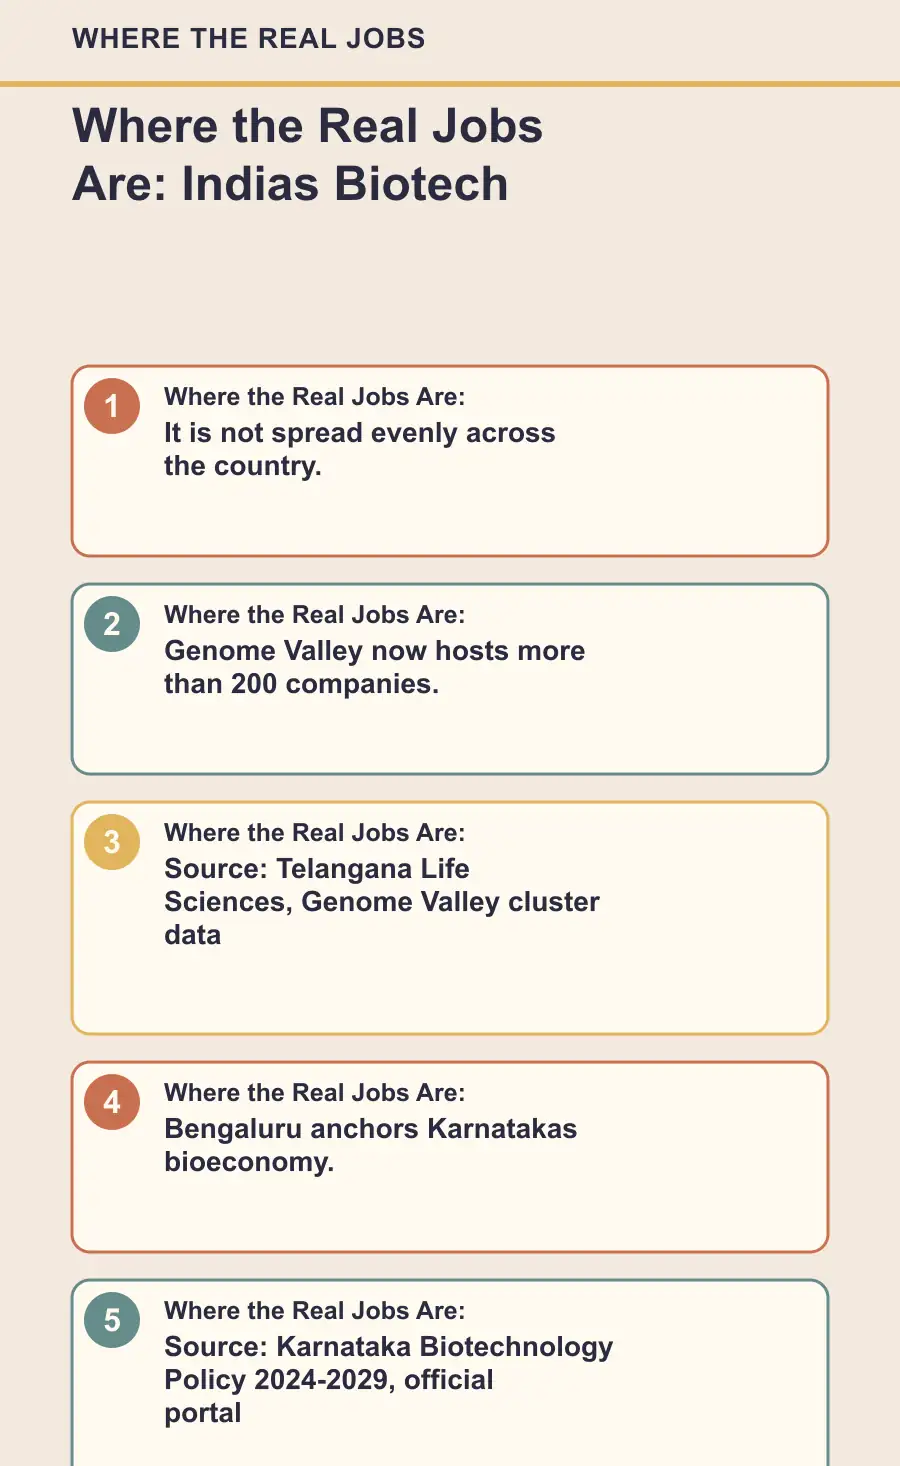 WHERE THE REAL JOBS
Where the Real Jobs
Are: Indias Biotech
1
Where the Real Jobs Are:
It is not spread evenly across
the country.
2
Where the Real Jobs Are:
Genome Valley now hosts more
than 200 companies.
3
Where the Real Jobs Are:
Source: Telangana Life
Sciences, Genome Valley cluster
data
4
Where the Real Jobs Are:
Bengaluru anchors Karnatakas
bioeconomy.
5
Where the Real Jobs Are:
Source: Karnataka Biotechnology
Policy 2024-2029, official
portal